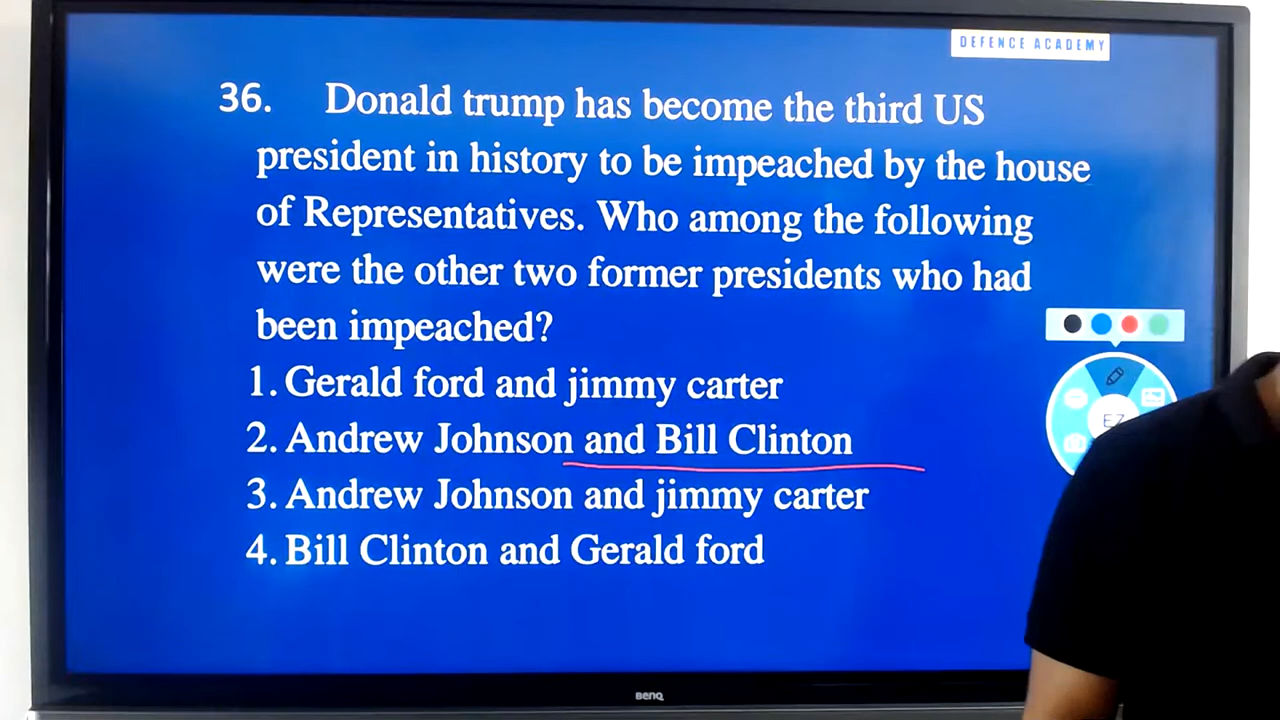 DEFENCE ACADEMY
36. Donald trump has become the third US
president in history to be impeached by the house
of Representatives. Who among the following
were the other two former presidents who had
been impeached?
1. Gerald ford and jimmy carter
2. Andrew Johnson and Bill Clinton
3. Andrew Johnson and jimmy carter
4. Bill Clinton and Gerald ford
EZ
BenQ